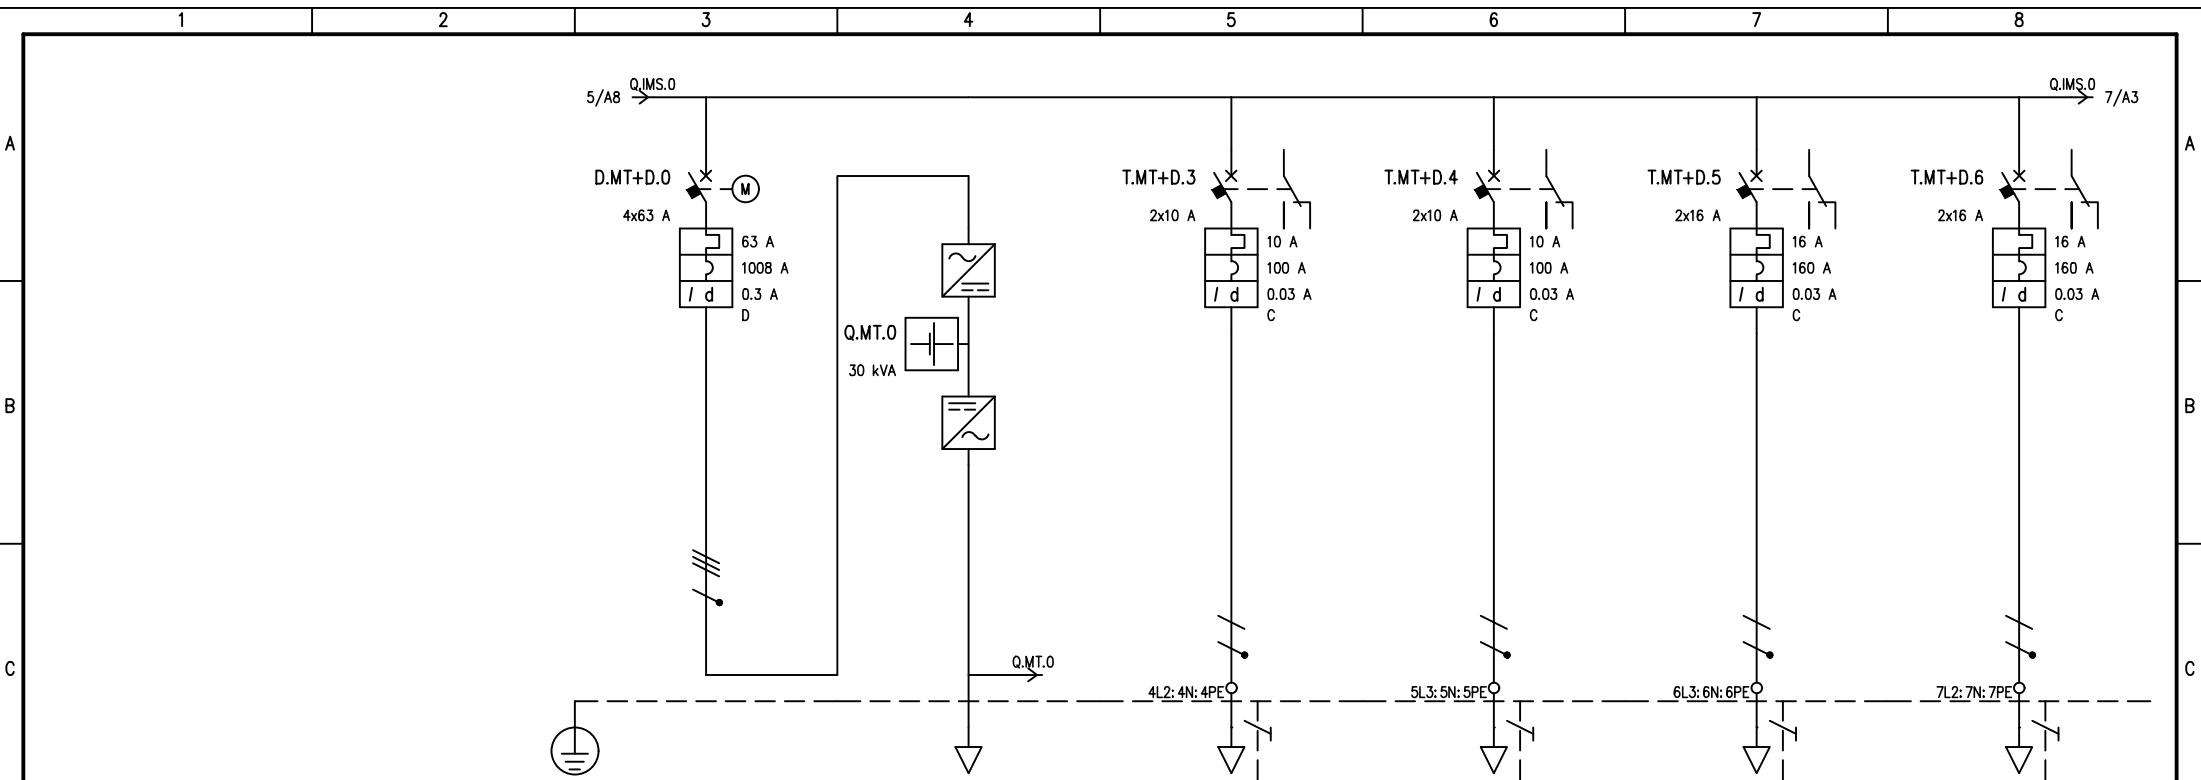 1 2 3 4 5 6 7 8
Q.IMS.0 Q.IMS.0
5/A8 7/A3
A A
D.MT+D.0 M T.MT+D.3 T.MT+D.4 T.MT+D.5 T.MT+D.6
4x63 A 2x10 A 2x10 A 2x16 A 2x16 A
63 A 10 A 10 A 16 A 16 A
1008 A 100 A 100 A 160 A 160 A
I d 0.3 A I d 0.03 A I d 0.03 A I d 0.03 A I d 0.03 A
D C C C C
Q.MT.0
30 kVA
B B
C Q.MT.0 C
4L2:4N:4PE 5L3:5N:5PE 6L3:6N:6PE 7L2:7N:7PE